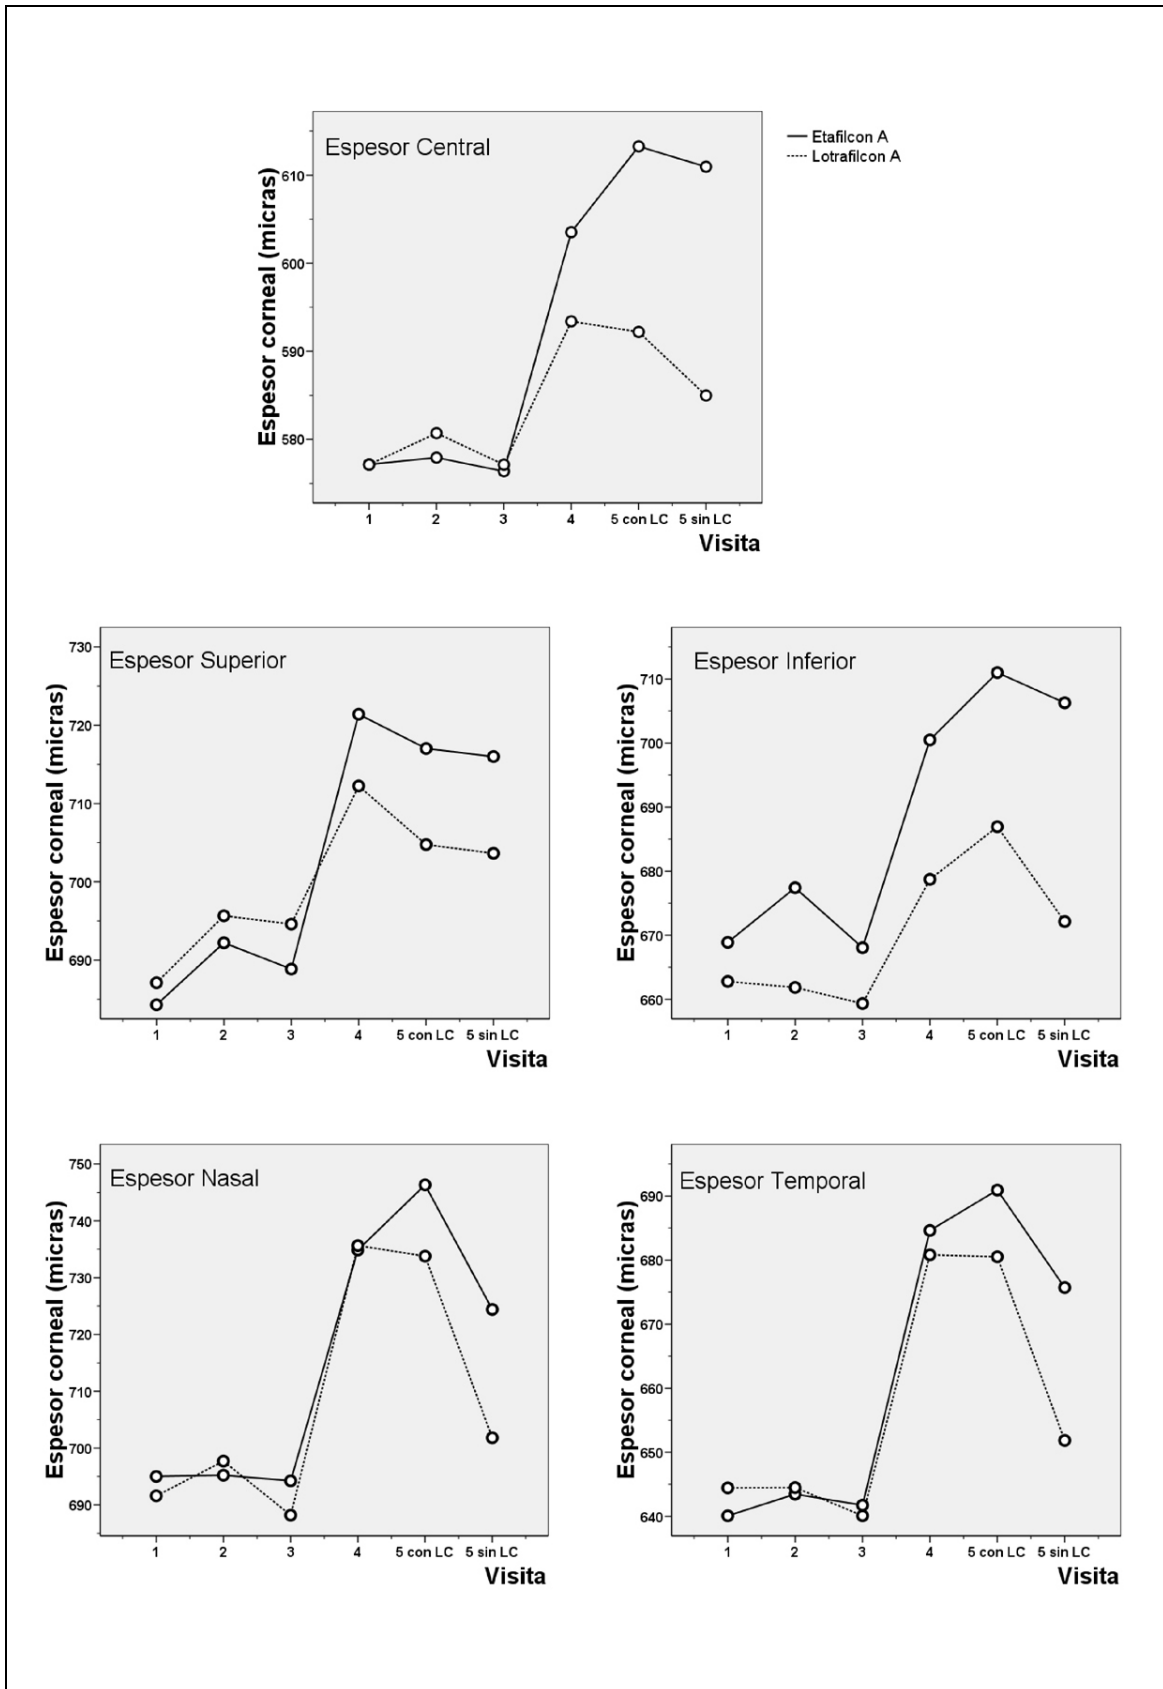 Espesor Central
Etafilcon A
Lotrafilcon A
Espesor corneal (micras)
610
600
590
580
1 2 3 4 5 con LC 5 sin LC
Visita
Espesor Superior
Espesor corneal (micras)
730
720
710
700
690
1 2 3 4 5 con LC 5 sin LC
Visita
Espesor Inferior
Espesor corneal (micras)
710
700
690
680
670
660
1 2 3 4 5 con LC 5 sin LC
Visita
Espesor Nasal
Espesor corneal (micras)
750
740
730
720
710
700
690
1 2 3 4 5 con LC 5 sin LC
Visita
Espesor Temporal
Espesor corneal (micras)
690
680
670
660
650
640
1 2 3 4 5 con LC 5 sin LC
Visita